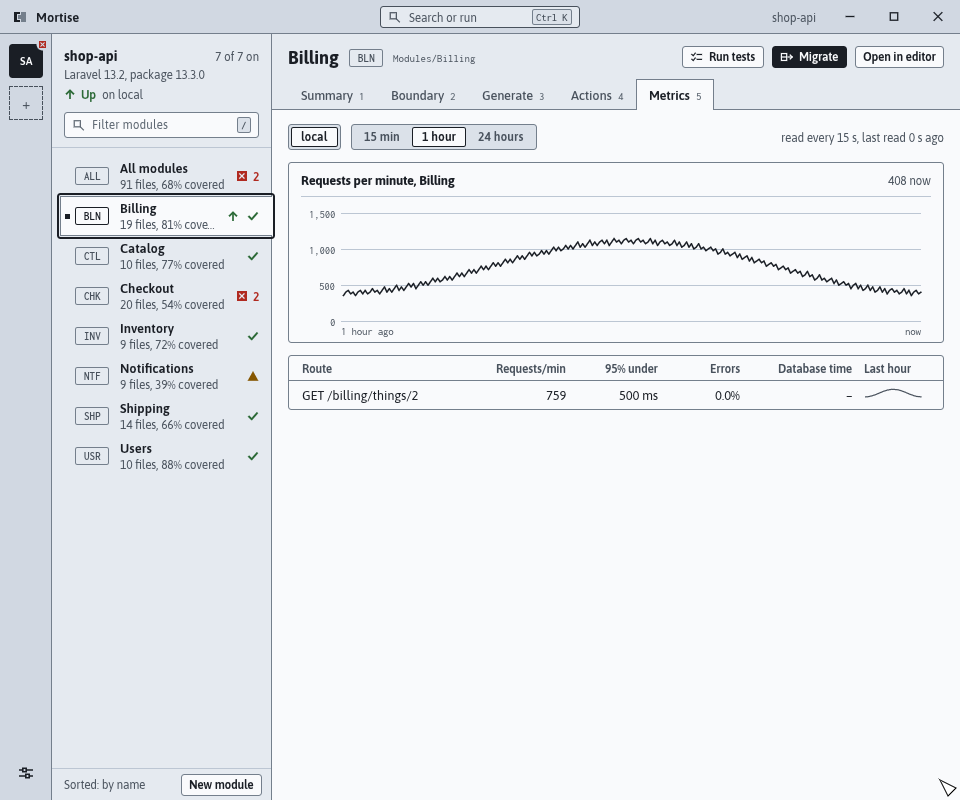 Mortise
Search or run
Ctrl K
shop-api
SA
+
shop-api
7 of 7 on
Laravel 13.2, package 13.3.0
Up on local
Filter modules
/
ALL
All modules
91 files, 68% covered
2
BLN
Billing
19 files, 81% cove...
CTL
Catalog
10 files, 77% covered
CHK
Checkout
20 files, 54% covered
2
INV
Inventory
9 files, 72% covered
NTF
Notifications
9 files, 39% covered
SHP
Shipping
14 files, 66% covered
USR
Users
10 files, 88% covered
Sorted: by name
New module
Billing
BLN
Modules/Billing
Run tests
Migrate
Open in editor
Summary 1
Boundary 2
Generate 3
Actions 4
Metrics 5
local
15 min
1 hour
24 hours
read every 15 s, last read 0 s ago
Requests per minute, Billing
408 now
1,500
1,000
500
0
1 hour ago
now
Route Requests/min 95% under Errors Database time Last hour
GET /billing/things/2 759 500 ms 0.0% –